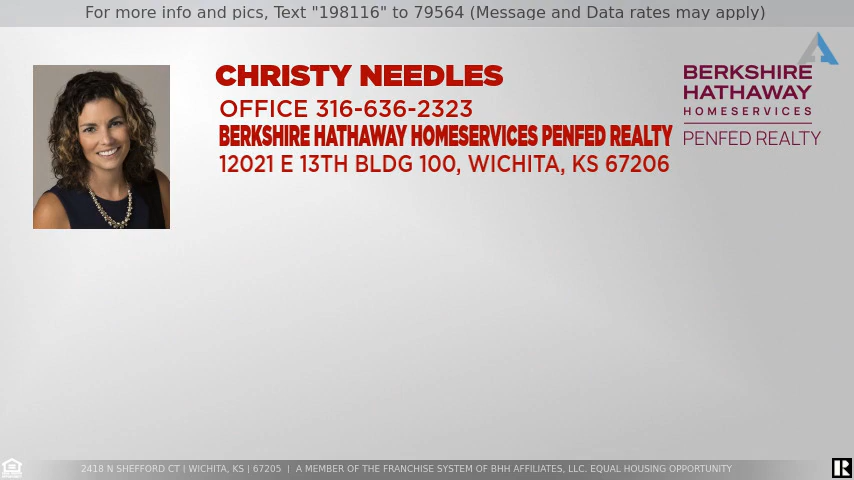 For more info and pics, Text "198116" to 79564 (Message and Data rates may apply)
CHRISTY NEEDLES
OFFICE 316-636-2323
BERKSHIRE HATHAWAY HOMESERVICES PENFED REALTY
12021 E 13TH BLDG 100, WICHITA, KS 67206
BERKSHIRE
HATHAWAY
HOMESERVICES
PENFED REALTY
2418 N SHEFFORD CT | WICHITA, KS | 67205 | A MEMBER OF THE FRANCHISE SYSTEM OF BHH AFFILIATES, LLC. EQUAL HOUSING OPPORTUNITY